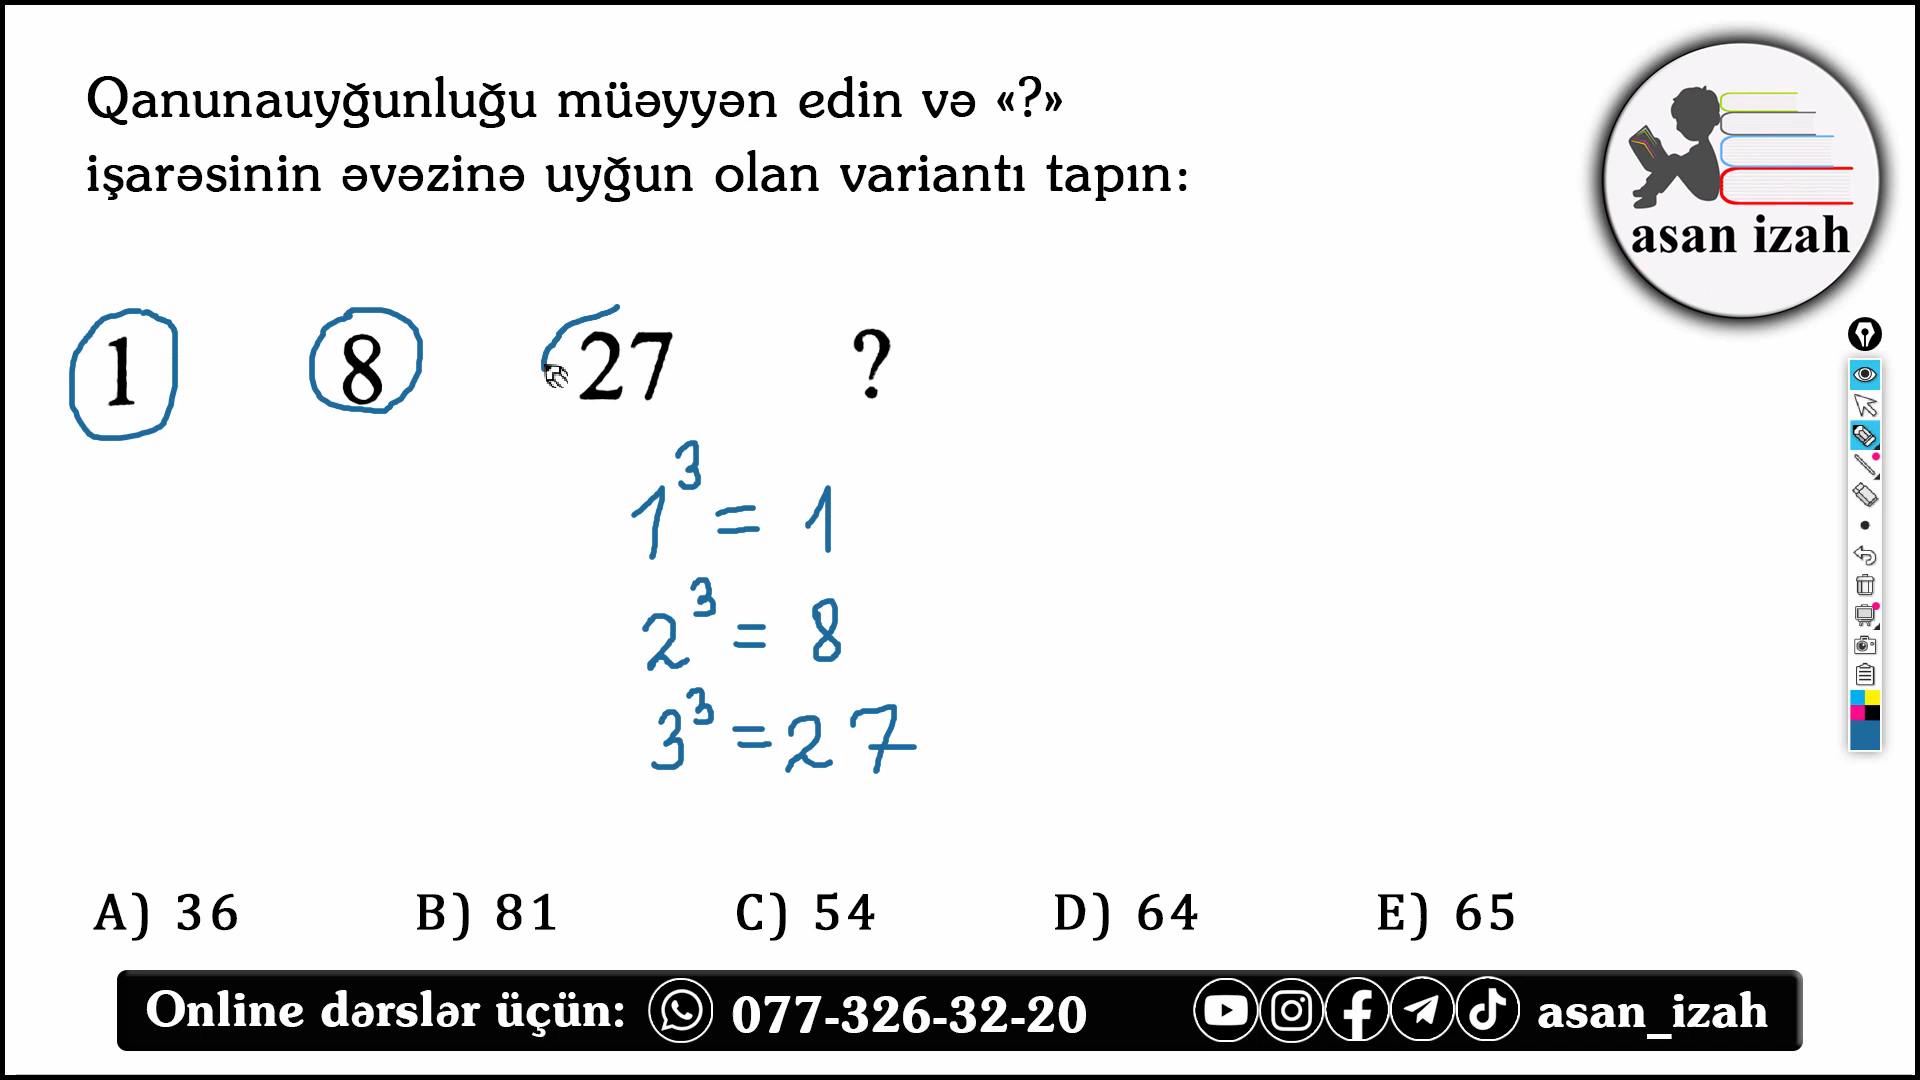 Qanunauyğunluğu müəyyən edin və «?»
işarəsinin əvəzinə uyğun olan variantı tapın:
asan izah
1 8 27 ?
1³ = 1
2³ = 8
3³ = 27
A) 36 B) 81 C) 54 D) 64 E) 65
Online dərslər üçün: 077-326-32-20 asan_izah